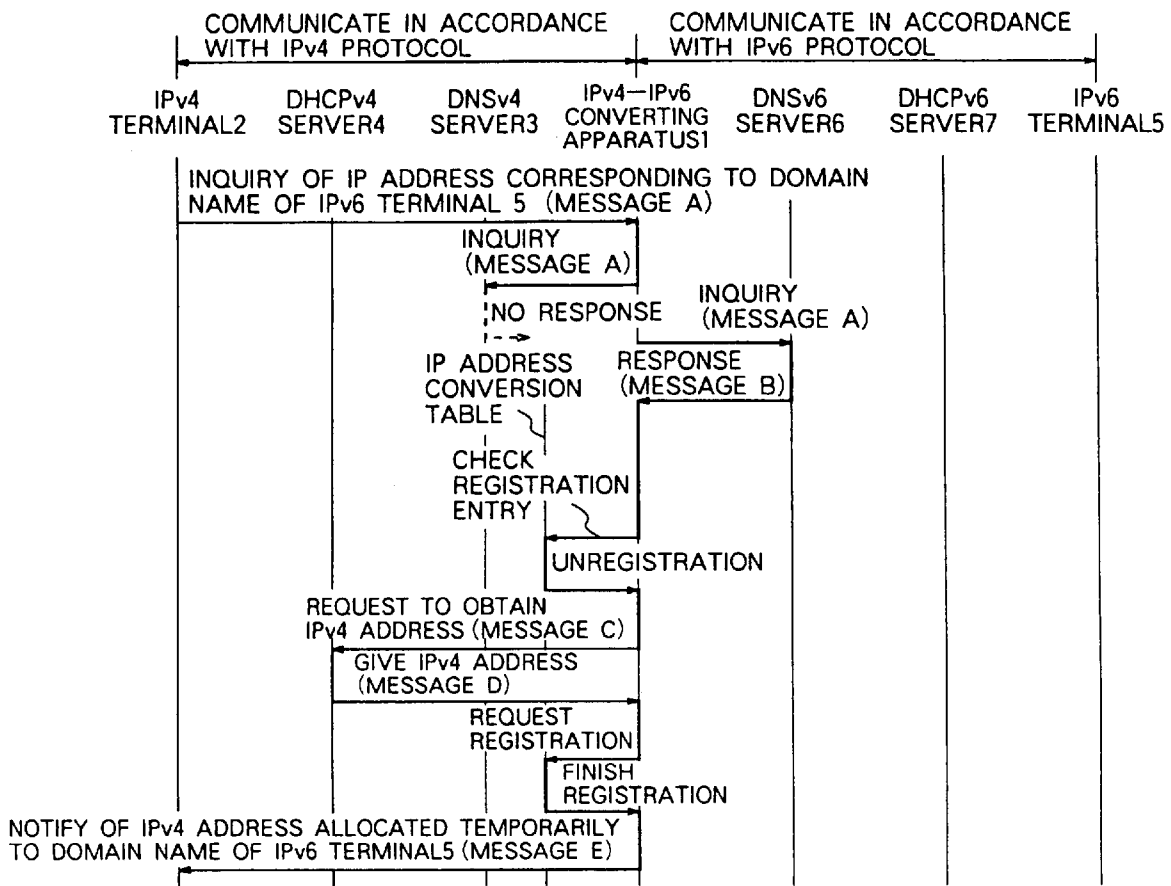 COMMUNICATE IN ACCORDANCE
WITH IPv4 PROTOCOL
COMMUNICATE IN ACCORDANCE
WITH IPv6 PROTOCOL
IPv4
TERMINAL2
DHCPv4
SERVER4
DNSv4
SERVER3
IPv4-IPv6
CONVERTING
APPARATUS1
DNSv6
SERVER6
DHCPv6
SERVER7
IPv6
TERMINAL5
INQUIRY OF IP ADDRESS CORRESPONDING TO DOMAIN
NAME OF IPv6 TERMINAL 5 (MESSAGE A)
INQUIRY
(MESSAGE A)
NO RESPONSE
INQUIRY
(MESSAGE A)
IP ADDRESS
CONVERSION
TABLE
RESPONSE
(MESSAGE B)
CHECK
REGISTRATION
ENTRY
UNREGISTRATION
REQUEST TO OBTAIN
IPv4 ADDRESS (MESSAGE C)
GIVE IPv4 ADDRESS
(MESSAGE D)
REQUEST
REGISTRATION
FINISH
REGISTRATION
NOTIFY OF IPv4 ADDRESS ALLOCATED TEMPORARILY
TO DOMAIN NAME OF IPv6 TERMINAL5 (MESSAGE E)